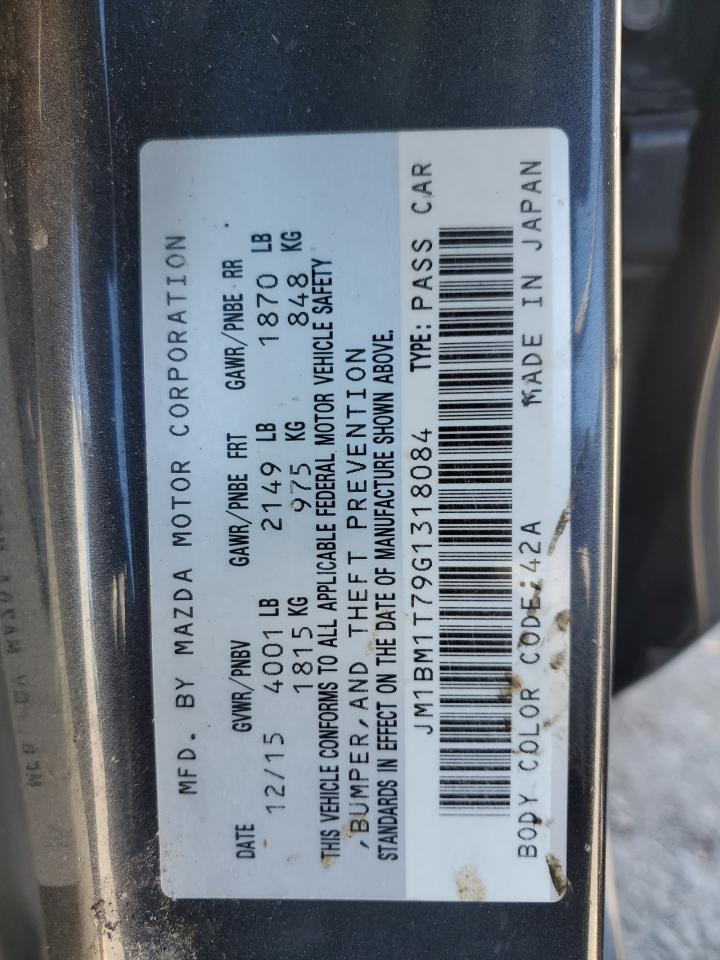 MFD. BY MAZDA MOTOR CORPORATION
DATE GVWR/PNBV GAWR/PNBE FRT GAWR/PNBE RR
12/15 4001 LB 2149 LB 1870 LB
1815 KG 975 KG 848 KG
THIS VEHICLE CONFORMS TO ALL APPLICABLE FEDERAL MOTOR VEHICLE SAFETY
,BUMPER,AND THEFT PREVENTION
STANDARDS IN EFFECT ON THE DATE OF MANUFACTURE SHOWN ABOVE.
JM1BM1T79G1318084 TYPE: PASS CAR
BODY COLOR CODE:42A MADE IN JAPAN